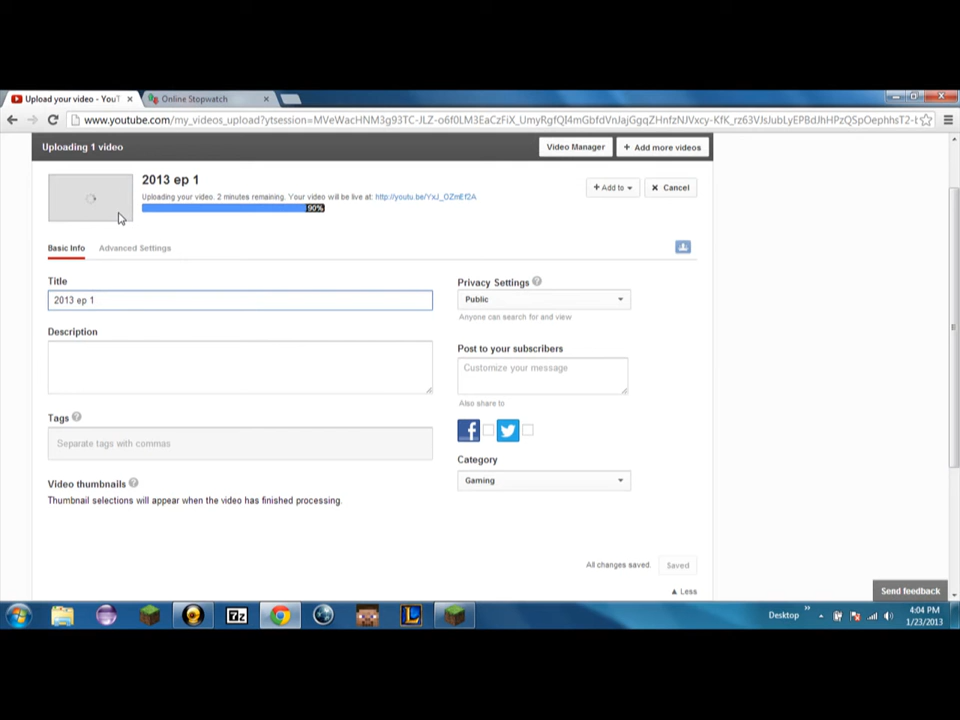 Upload your video - YouT
Online Stopwatch
Uploading 1 video
Video Manager
+ Add more videos
2013 ep 1
Uploading your video. 2 minutes remaining. Your video will be live at:
90%
+ Add to
Cancel
Basic Info
Advanced Settings
Title
2013 ep 1
Description
Tags
Separate tags with commas
Video thumbnails
Thumbnail selections will appear when the video has finished processing.
Privacy Settings
Public
Anyone can search for and view
Post to your subscribers
Customize your message
Also share to
Category
Gaming
All changes saved.
Saved
Less
Send feedback
7z
Desktop
4:04 PM
1/23/2013